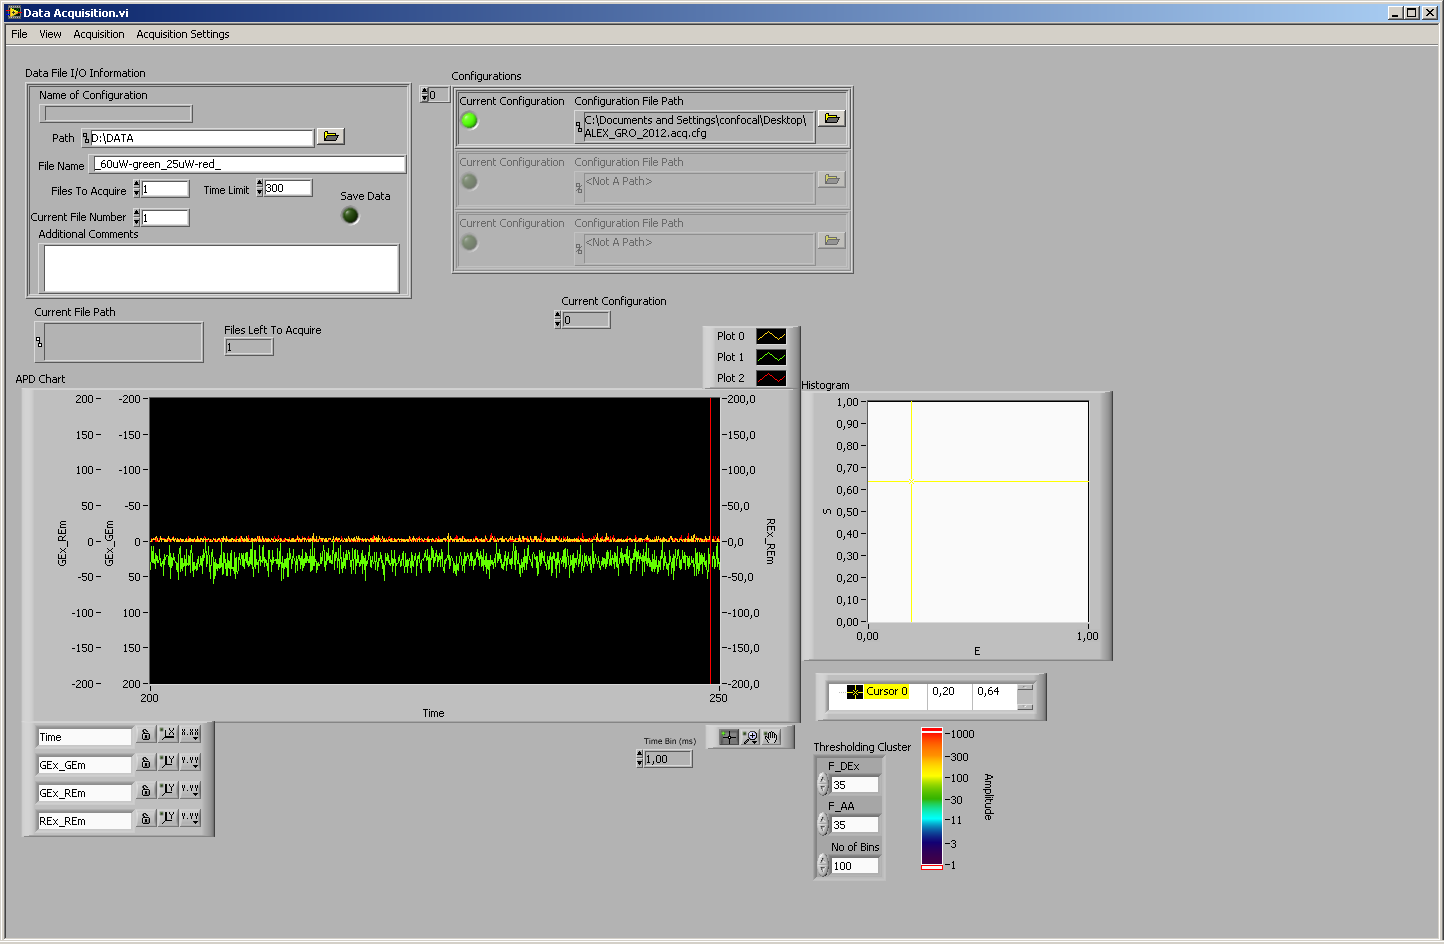 Data Acquisition.vi
File View Acquisition Acquisition Settings
Data File I/O Information
Name of Configuration
Path D:\DATA
File Name _60uW-green_25uW-red_
Files To Acquire 1 Time Limit 300
Save Data
Current File Number 1
Additional Comments
Current File Path
Files Left To Acquire
1
Configurations
0
Current Configuration Configuration File Path
C:\Documents and Settings\confocal\Desktop\
ALEX_GRO_2012.acq.cfg
Current Configuration Configuration File Path
<Not A Path>
Current Configuration Configuration File Path
<Not A Path>
Current Configuration
0
Plot 0
Plot 1
Plot 2
APD Chart
200 -200 200,0
150 -150 150,0
100 -100 100,0
50 -50 50,0
0 0 0,0
-50 50 -50,0
-100 100 -100,0
-150 150 -150,0
-200 200 -200,0
GEx_REm
GEx_GEm
REx_REm
200 250
Time
Time
GEx_GEm
GEx_REm
REx_REm
X.XX
Y.YY
Y.YY
Y.YY
Time Bin (ms)
1,00
Histogram
1,00
0,90
0,80
0,70
0,60
0,50
0,40
0,30
0,20
0,10
0,00
S
0,00 1,00
E
Cursor 0 0,20 0,64
Thresholding Cluster
F_DEx
35
F_AA
35
No of Bins
100
1000
300
100
30
11
3
1
Amplitude